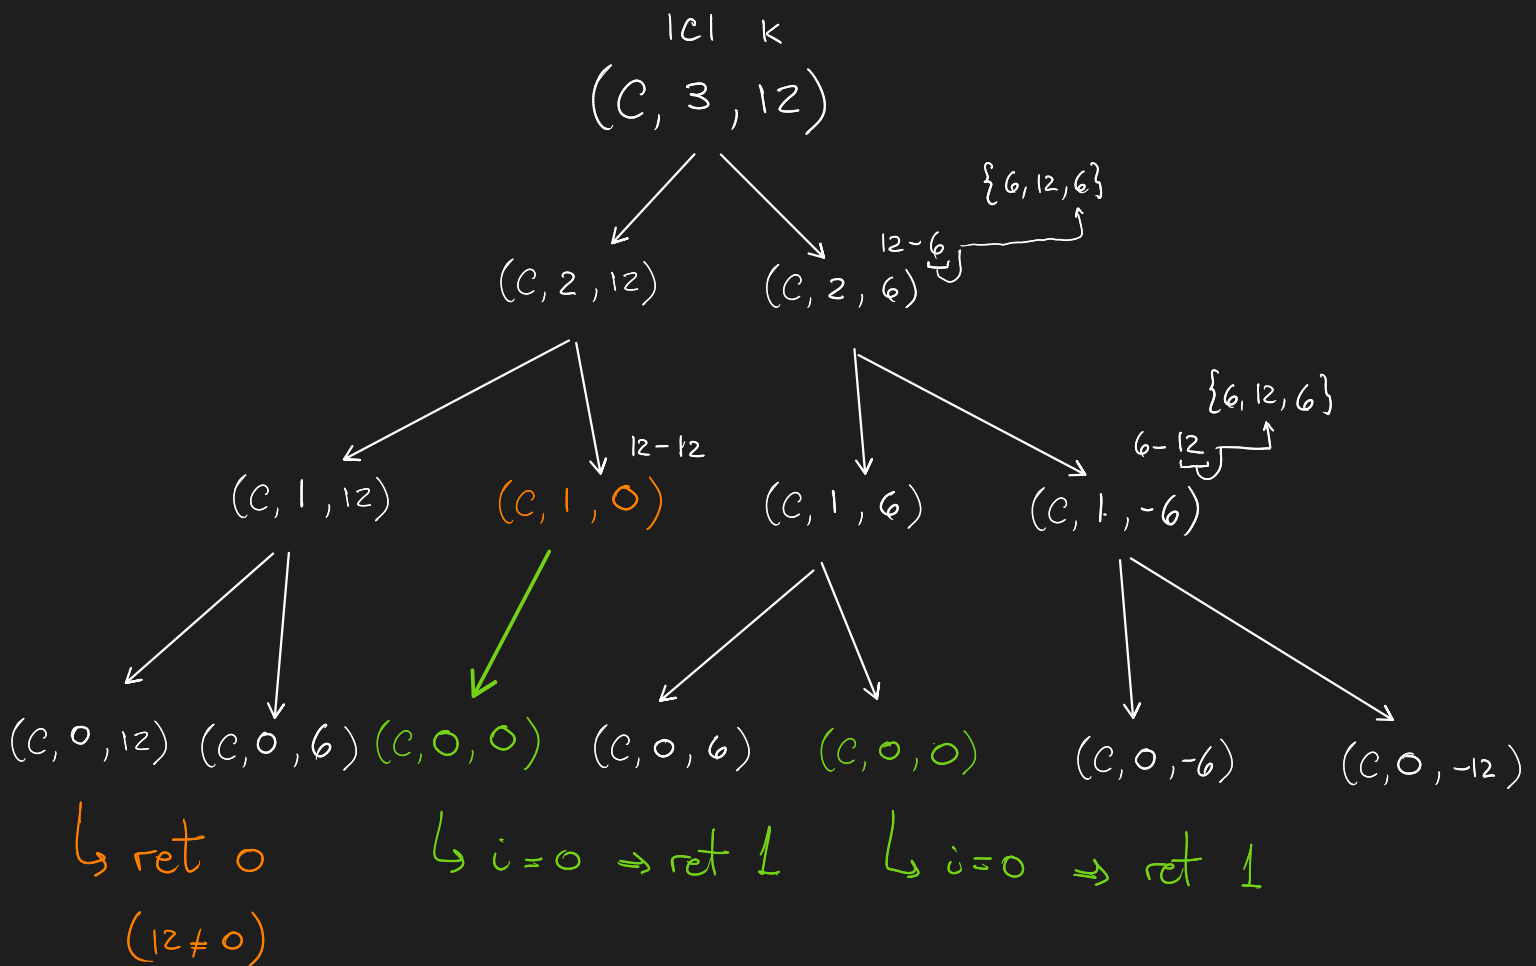 |C| K
(C, 3, 12)
{6, 12, 6}
12-6
(C, 2, 12) (C, 2, 6)
{6, 12, 6}
12-12 6-12
(C, 1, 12) (C, 1, 0) (C, 1, 6) (C, 1, -6)
(C, 0, 12) (C, 0, 6) (C, 0, 0) (C, 0, 6) (C, 0, 0) (C, 0, -6) (C, 0, -12)
↳ ret 0 ↳ i=0 ⇒ ret 1 ↳ i=0 ⇒ ret 1
(12≠0)